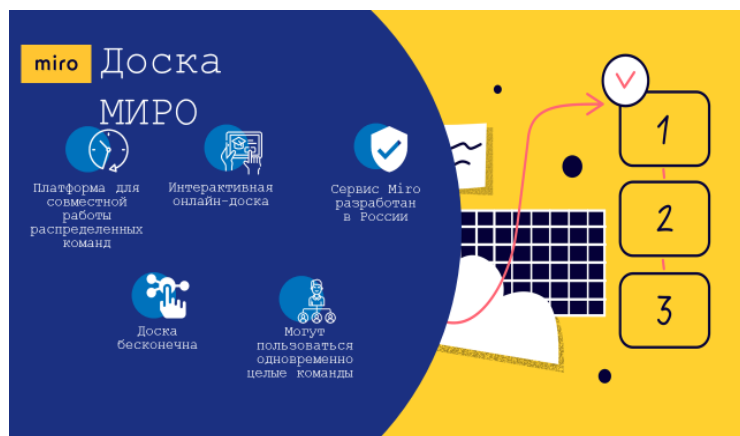 miro
Доска
МИРО
Платформа для
совместной
работы
распределенных
команд
Интерактивная
онлайн-доска
Сервис Miro
разработан
в России
Доска
бесконечна
Могут
пользоваться
одновременно
целые команды
1
2
3